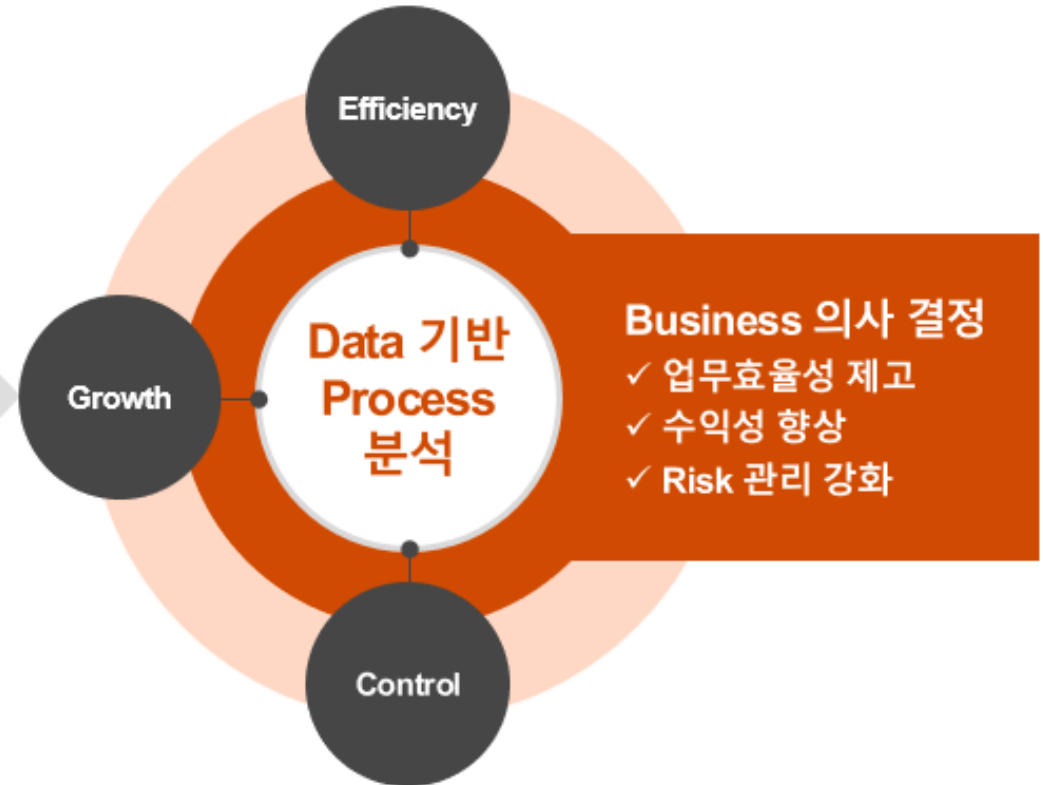 Efficiency
Growth
Data 기반
Process
분석
Control
Business 의사 결정
✓ 업무효율성 제고
✓ 수익성 향상
✓ Risk 관리 강화